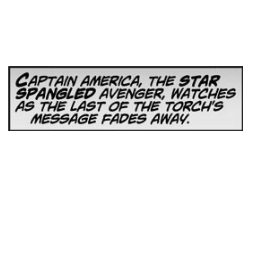 CAPTAIN AMERICA, THE STAR
SPANGLED AVENGER, WATCHES
AS THE LAST OF THE TORCH'S
MESSAGE FADES AWAY.